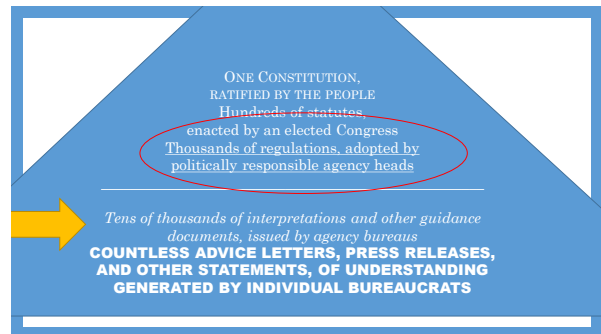 ONE CONSTITUTION,
RATIFIED BY THE PEOPLE
Hundreds of statutes,
enacted by an elected Congress
Thousands of regulations, adopted by
politically responsible agency heads
Tens of thousands of interpretations and other guidance
documents, issued by agency bureaus
COUNTLESS ADVICE LETTERS, PRESS RELEASES,
AND OTHER STATEMENTS, OF UNDERSTANDING
GENERATED BY INDIVIDUAL BUREAUCRATS